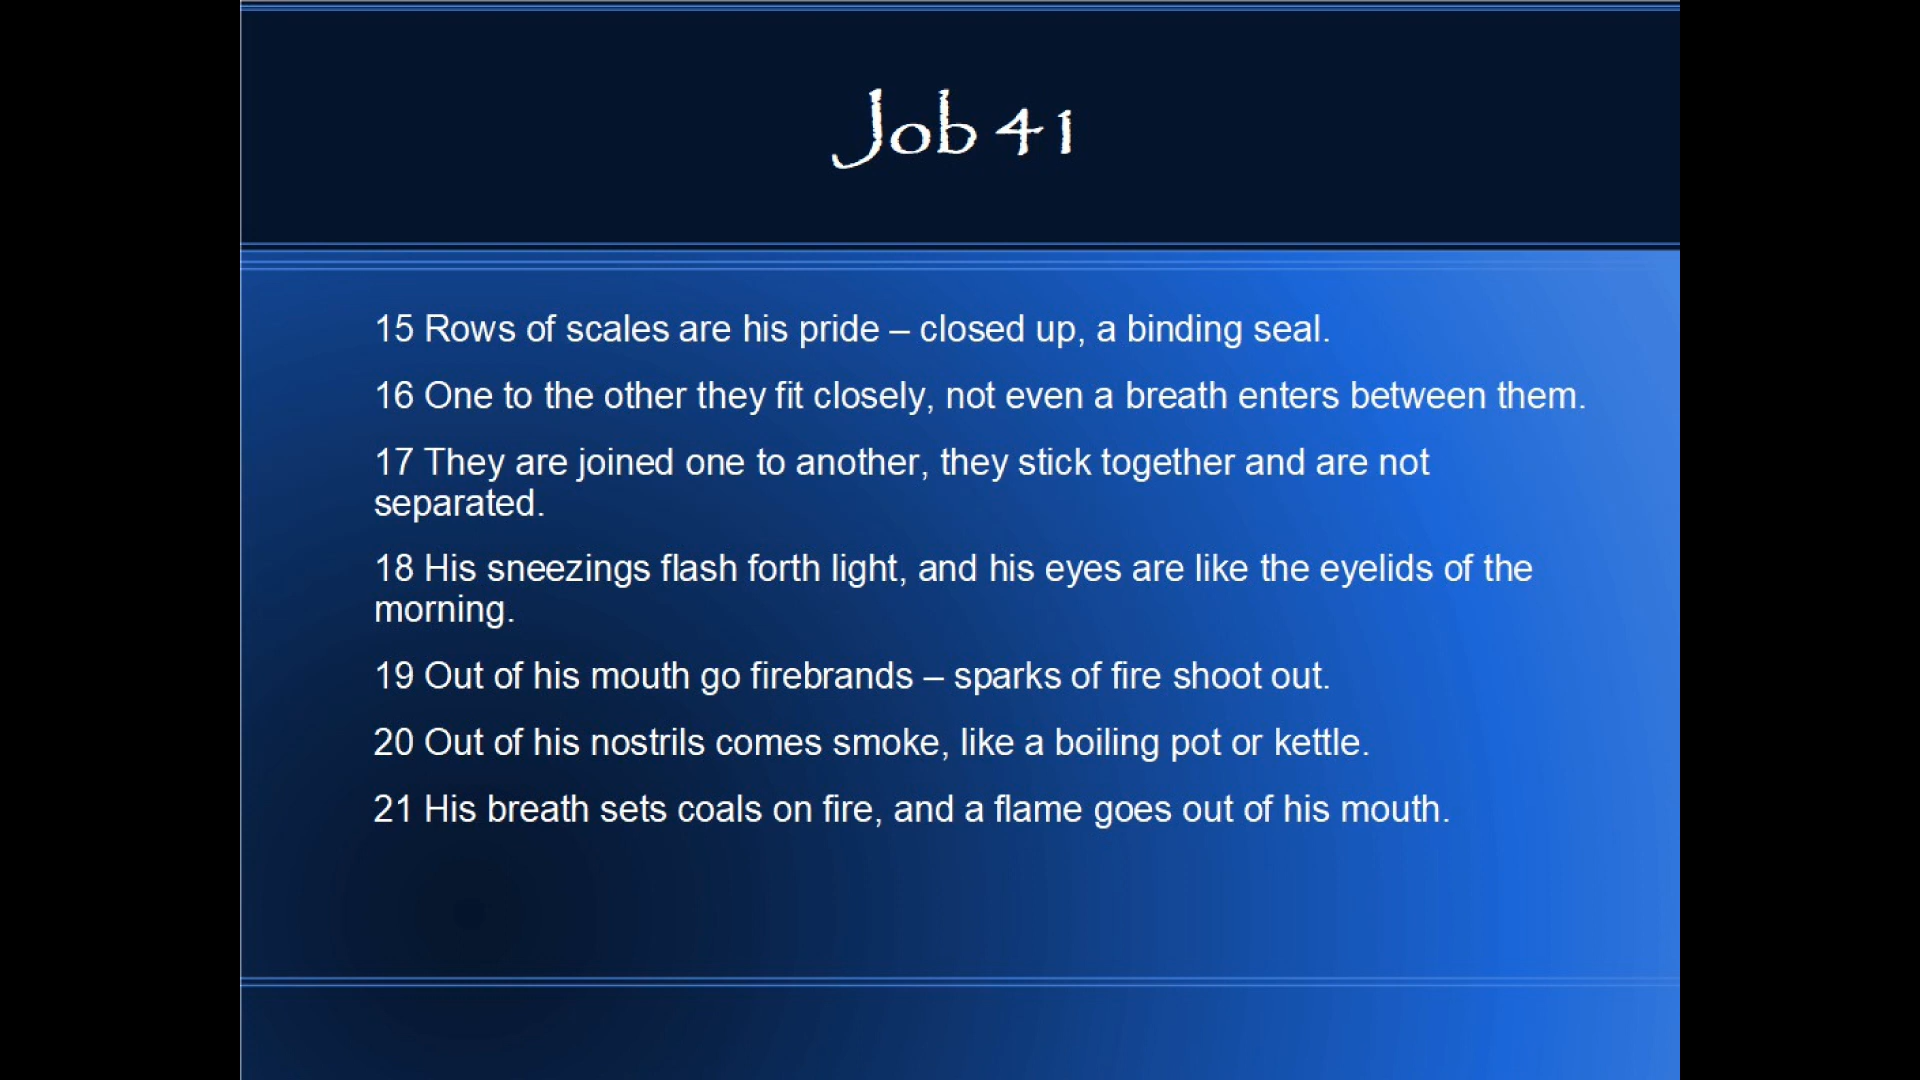 Job 41
15 Rows of scales are his pride – closed up, a binding seal.
16 One to the other they fit closely, not even a breath enters between them.
17 They are joined one to another, they stick together and are not
separated.
18 His sneezings flash forth light, and his eyes are like the eyelids of the
morning.
19 Out of his mouth go firebrands – sparks of fire shoot out.
20 Out of his nostrils comes smoke, like a boiling pot or kettle.
21 His breath sets coals on fire, and a flame goes out of his mouth.